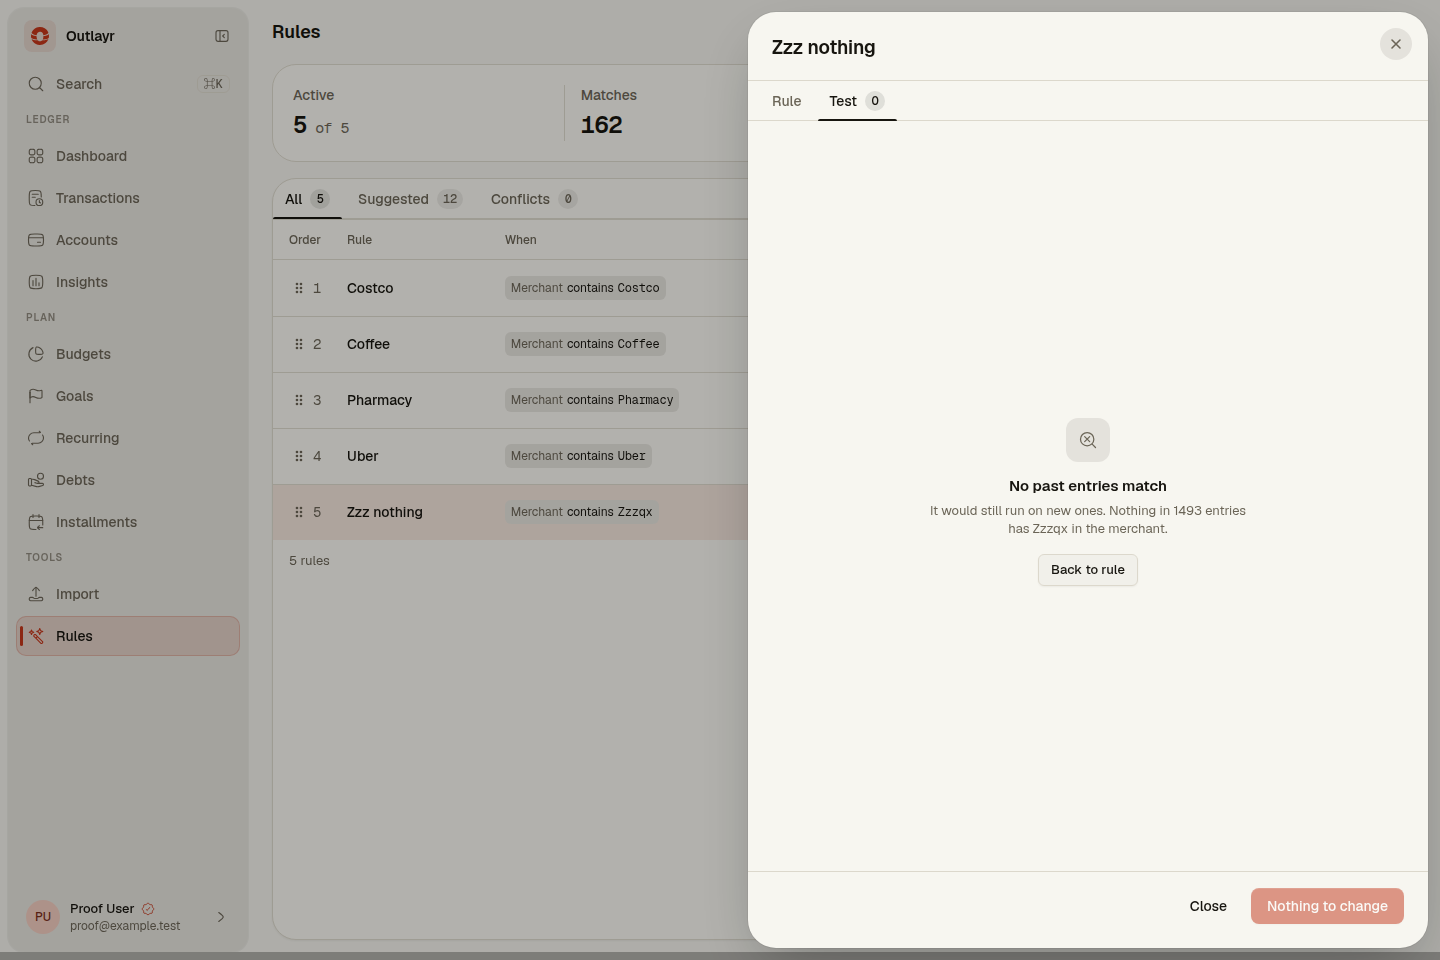 Outlayr
Search
⌘K
LEDGER
Dashboard
Transactions
Accounts
Insights
PLAN
Budgets
Goals
Recurring
Debts
Installments
TOOLS
Import
Rules
PU
Proof User
proof@example.test
Rules
Active
5 of 5
Matches
162
All 5
Suggested 12
Conflicts 0
Order Rule When
1 Costco Merchant contains Costco
2 Coffee Merchant contains Coffee
3 Pharmacy Merchant contains Pharmacy
4 Uber Merchant contains Uber
5 Zzz nothing Merchant contains Zzzqx
5 rules
Zzz nothing
Rule
Test 0
No past entries match
It would still run on new ones. Nothing in 1493 entries
has Zzzqx in the merchant.
Back to rule
Close
Nothing to change